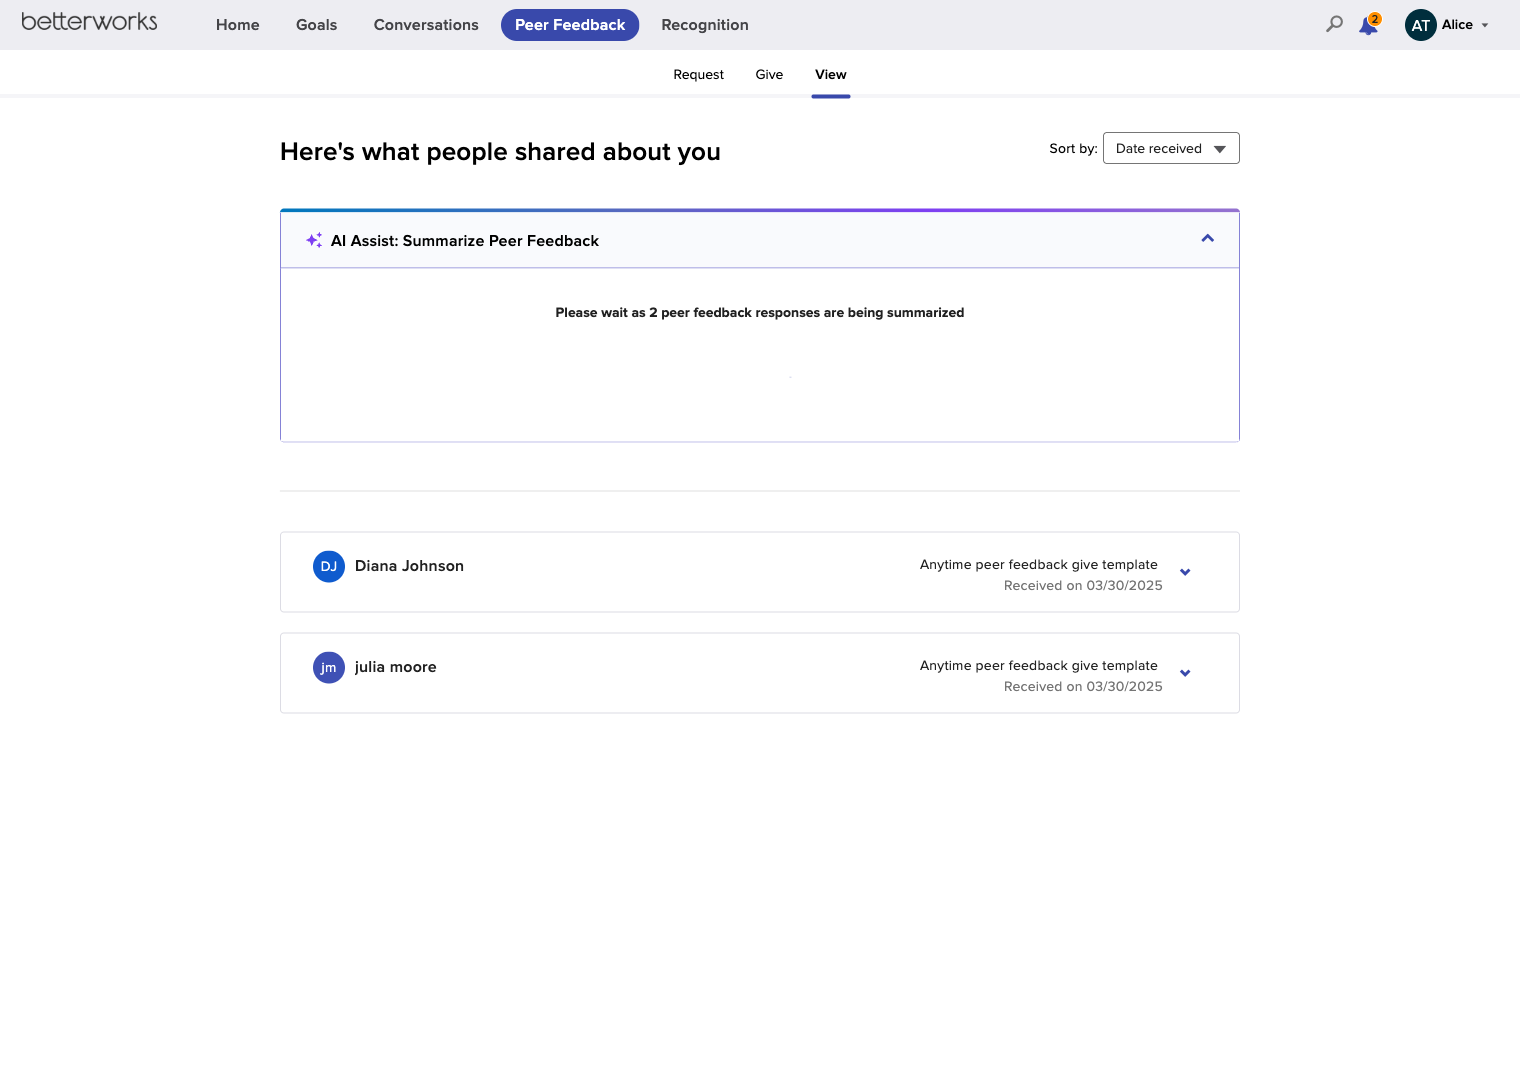 betterworks
Home Goals Conversations Peer Feedback Recognition
2
AT Alice
Request Give View
Here's what people shared about you
Sort by: Date received
AI Assist: Summarize Peer Feedback
Please wait as 2 peer feedback responses are being summarized
DJ Diana Johnson
Anytime peer feedback give template
Received on 03/30/2025
jm julia moore
Anytime peer feedback give template
Received on 03/30/2025